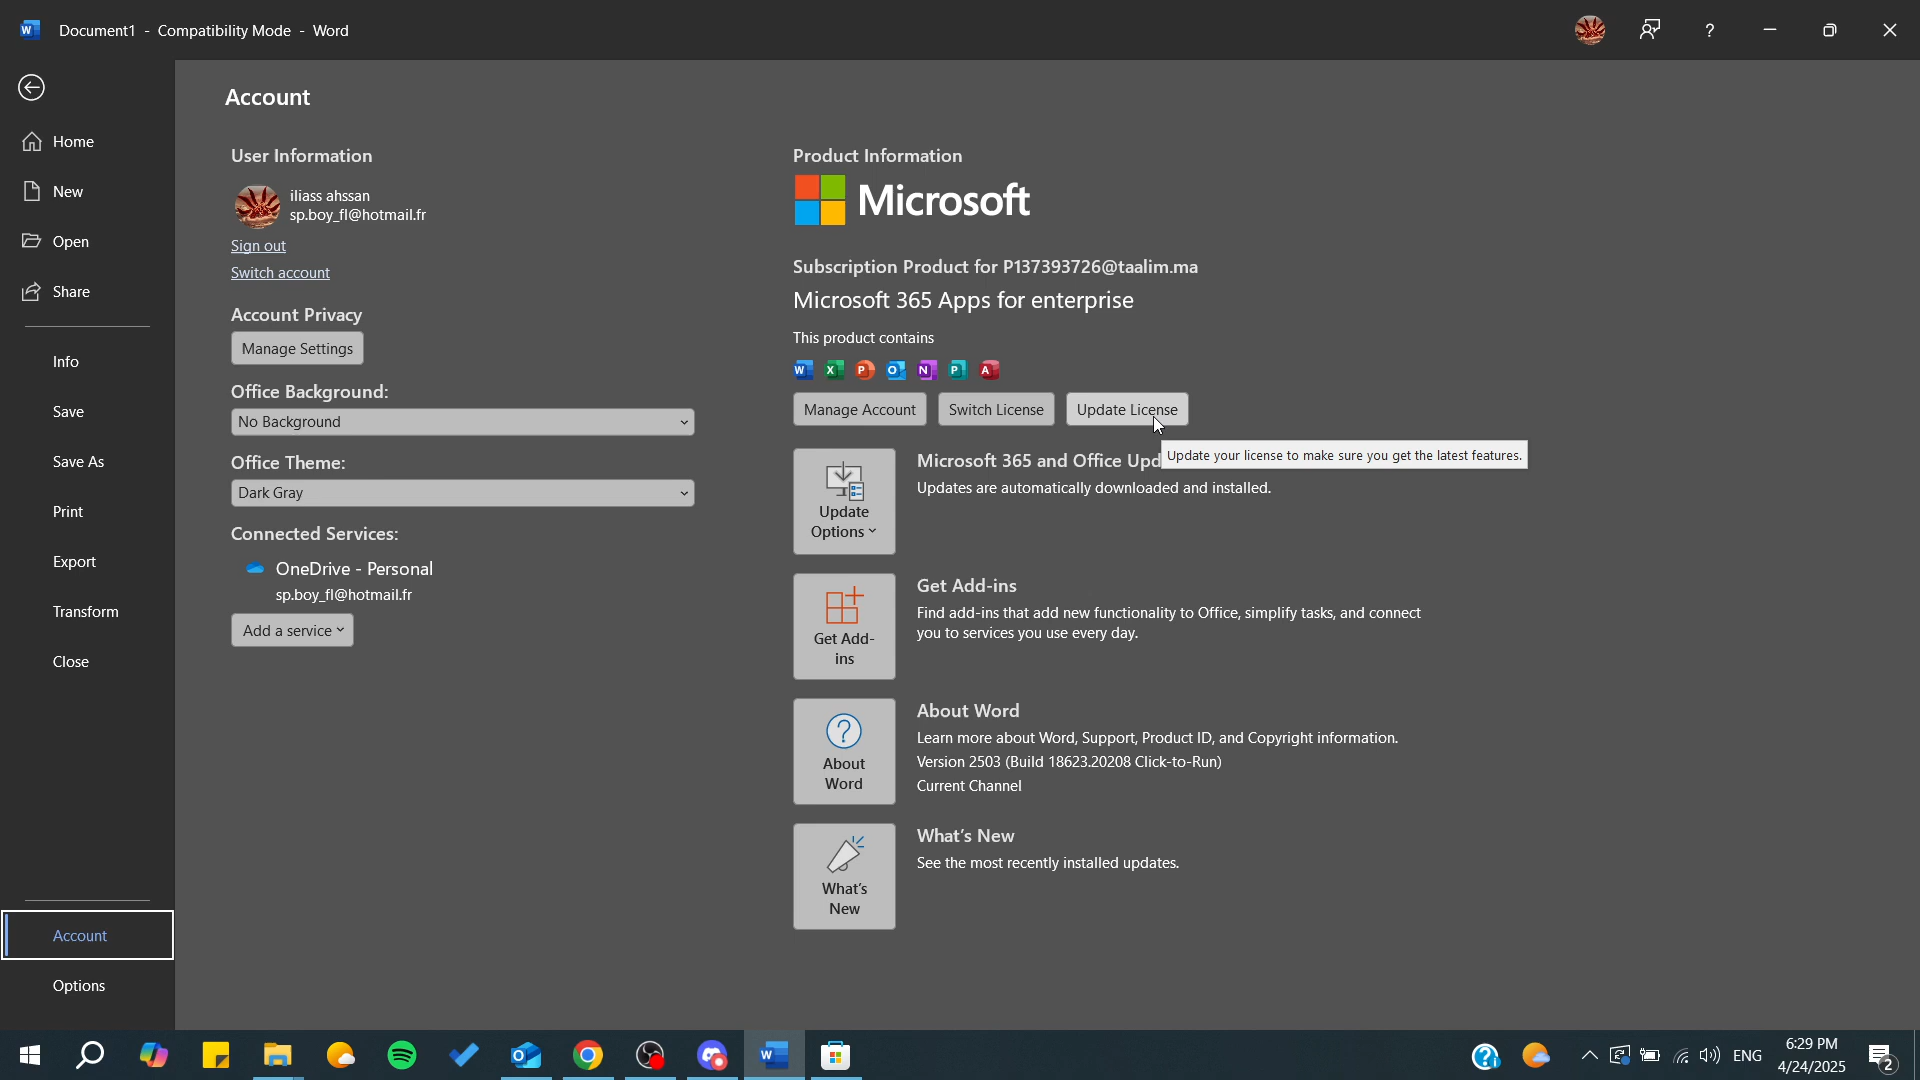 Document1 - Compatibility Mode - Word
?
Home
New
Open
Share
Info
Save
Save As
Print
Export
Transform
Close
Account
Options
Account
User Information
iliass ahssan
sp.boy_fl@hotmail.fr
Sign out
Switch account
Account Privacy
Manage Settings
Office Background:
No Background
Office Theme:
Dark Gray
Connected Services:
OneDrive - Personal
sp.boy_fl@hotmail.fr
Add a service
Product Information
Microsoft
Subscription Product for P137393726@taalim.ma
Microsoft 365 Apps for enterprise
This product contains
Manage Account
Switch License
Update License
Update your license to make sure you get the latest features.
Update
Options
Microsoft 365 and Office Upd
Updates are automatically downloaded and installed.
Get Add-
ins
Get Add-ins
Find add-ins that add new functionality to Office, simplify tasks, and connect
you to services you use every day.
About
Word
About Word
Learn more about Word, Support, Product ID, and Copyright information.
Version 2503 (Build 18623.20208 Click-to-Run)
Current Channel
What's
New
What's New
See the most recently installed updates.
ENG
6:29 PM
4/24/2025
2